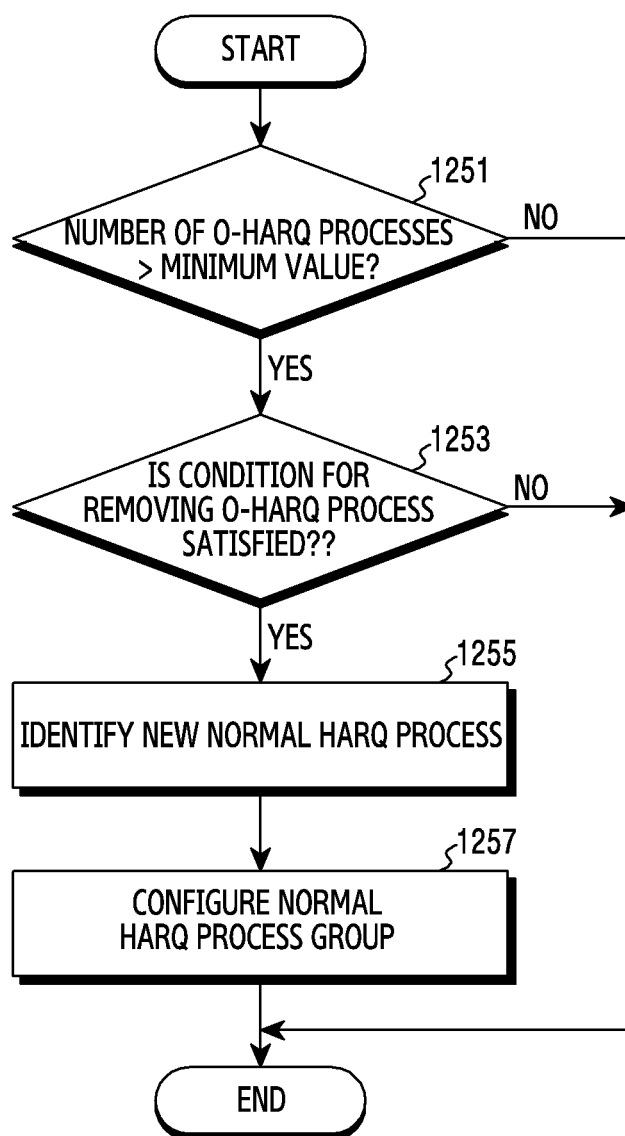 START
1251
NUMBER OF O-HARQ PROCESSES
> MINIMUM VALUE?
NO
YES
1253
IS CONDITION FOR
REMOVING O-HARQ PROCESS
SATISFIED??
NO
YES
1255
IDENTIFY NEW NORMAL HARQ PROCESS
1257
CONFIGURE NORMAL
HARQ PROCESS GROUP
END